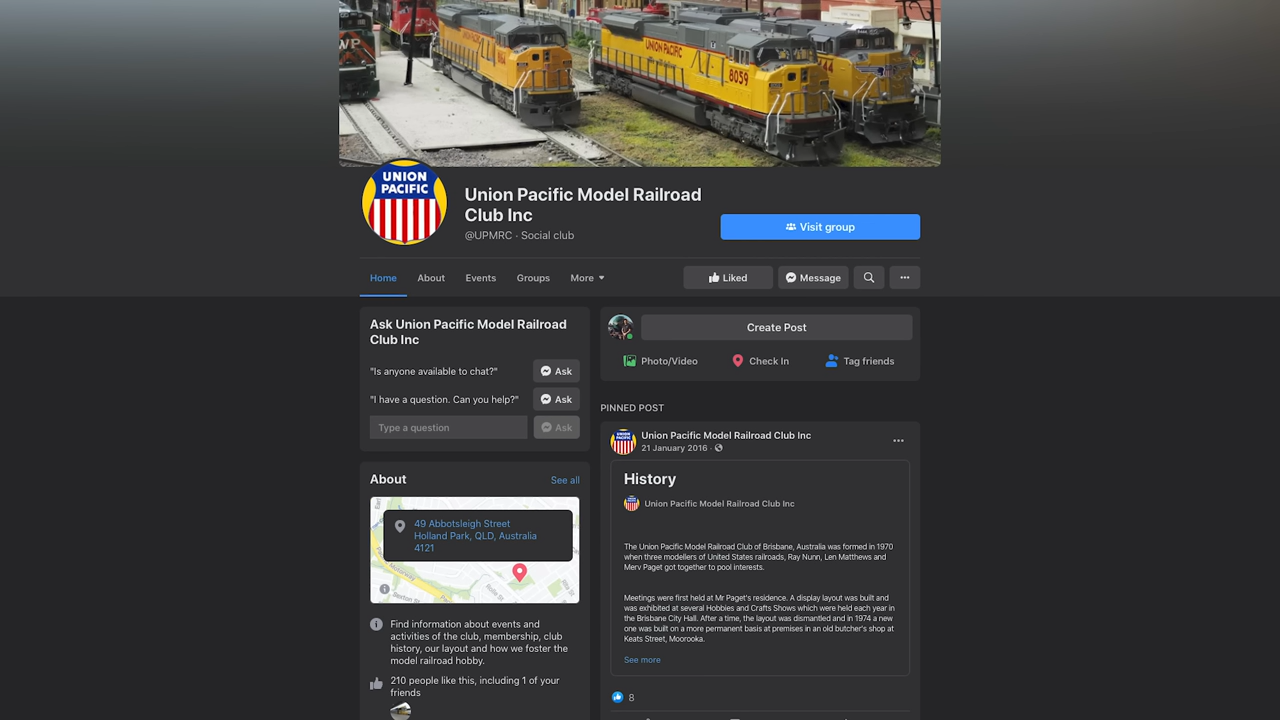 WP
UNION PACIFIC
8059
44
UNION
PACIFIC
Union Pacific Model Railroad
Club Inc
@UPMRC · Social club
Visit group
Home
About
Events
Groups
More
Liked
Message
Ask Union Pacific Model Railroad
Club Inc
"Is anyone available to chat?"
Ask
"I have a question. Can you help?"
Ask
Type a question
Ask
About
See all
49 Abbotsleigh Street
Holland Park, QLD, Australia
4121
Find information about events and
activities of the club, membership, club
history, our layout and how we foster the
model railroad hobby.
210 people like this, including 1 of your
friends
Create Post
Photo/Video
Check In
Tag friends
PINNED POST
UNION
PACIFIC
Union Pacific Model Railroad Club Inc
21 January 2016 ·
History
Union Pacific Model Railroad Club Inc
The Union Pacific Model Railroad Club of Brisbane, Australia was formed in 1970
when three modellers of United States railroads, Ray Nunn, Len Matthews and
Merv Paget got together to pool interests.
Meetings were first held at Mr Paget's residence. A display layout was built and
was exhibited at several Hobbies and Crafts Shows which were held each year in
the Brisbane City Hall. After a time, the layout was dismantled and in 1974 a new
one was built on a more permanent basis at premises in an old butcher's shop at
Keats Street, Moorooka.
See more
8